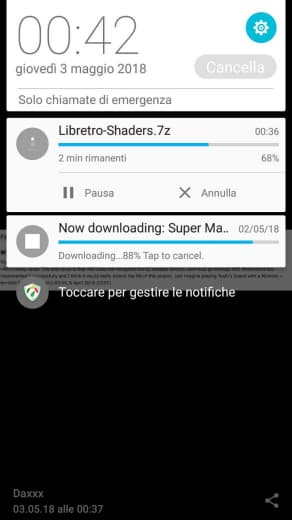 00:42
giovedì 3 maggio 2018
Cancella
Solo chiamate di emergenza
Libretro-Shaders.7z 00:36
2 min rimanenti 68%
Pausa Annulla
Now downloading: Super Ma.. 02/05/18
Downloading...88% Tap to cancel.
Toccare per gestire le notifiche
Daxxx
03.05.18 alle 00:37